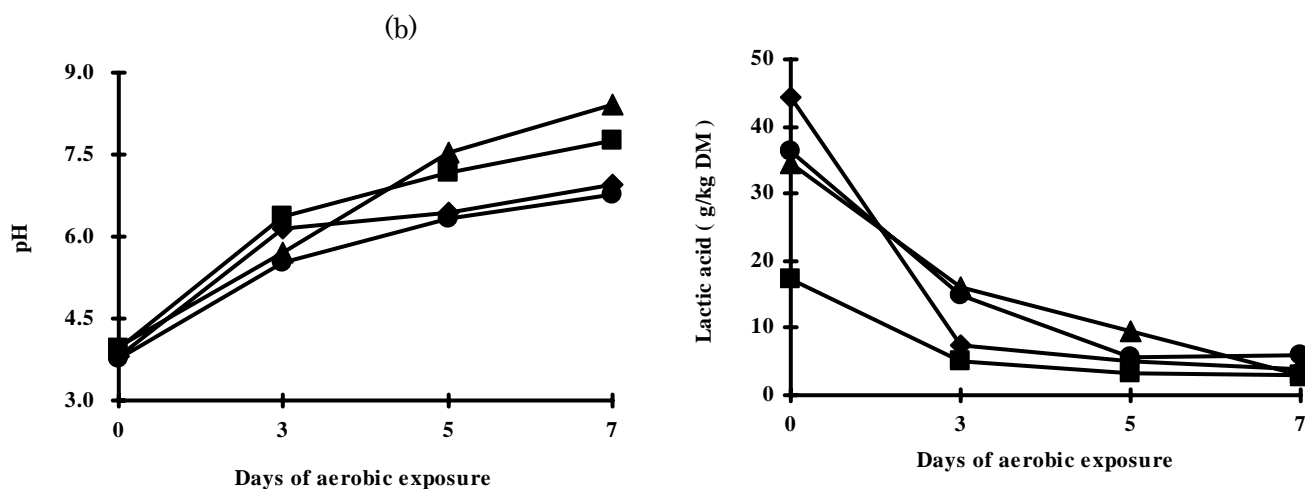 (b)
9.0
7.5
6.0
4.5
3.0
pH
0 3 5 7
Days of aerobic exposure
50
40
30
20
10
0
Lactic acid ( g/kg DM )
0 3 5 7
Days of aerobic exposure